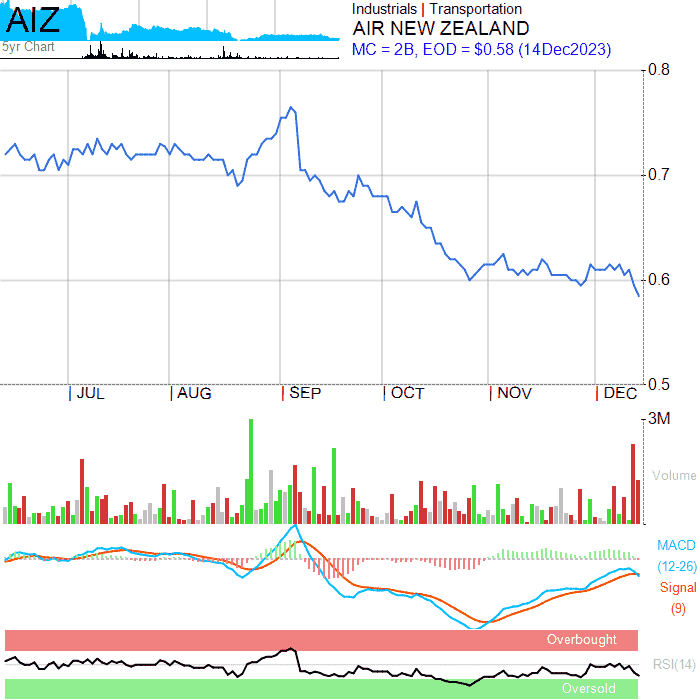 AIZ
5yr Chart
Industrials | Transportation
AIR NEW ZEALAND
MC = 2B, EOD = $0.58 (14Dec2023)
0.8
0.7
0.6
0.5
| JUL | AUG | SEP | OCT | NOV | DEC
3M
Volume
MACD
(12-26)
Signal
(9)
Overbought
RSI(14)
Oversold